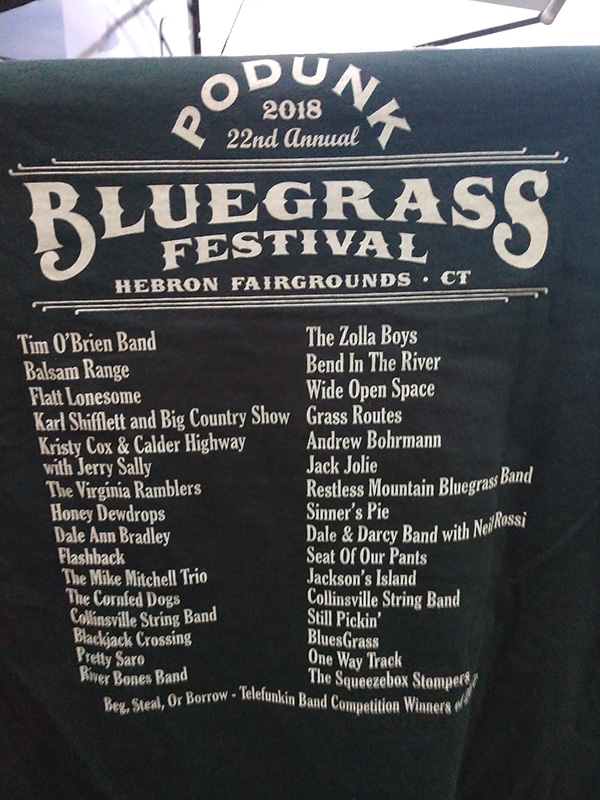 PODUNK
2018
22nd Annual
BLUEGRASS
FESTIVAL
HEBRON FAIRGROUNDS · CT
Tim O'Brien Band
Balsam Range
Flatt Lonesome
Karl Shifflett and Big Country Show
Kristy Cox & Calder Highway
with Jerry Sally
The Virginia Ramblers
Honey Dewdrops
Dale Ann Bradley
Flashback
The Mike Mitchell Trio
The Cornfed Dogs
Collinsville String Band
Blackjack Crossing
Pretty Saro
River Bones Band
The Zolla Boys
Bend In The River
Wide Open Space
Grass Routes
Andrew Bohrmann
Jack Jolie
Restless Mountain Bluegrass Band
Sinner's Pie
Dale & Darcy Band with Neil Rossi
Seat Of Our Pants
Jackson's Island
Collinsville String Band
Still Pickin'
BluesGrass
One Way Track
The Squeezebox Stompers
Beg, Steal, Or Borrow - Telefunkin Band Competition Winners